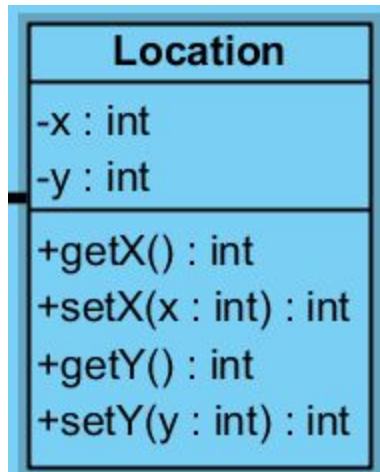 Location
-x : int
-y : int
+getX() : int
+setX(x : int) : int
+getY() : int
+setY(y : int) : int